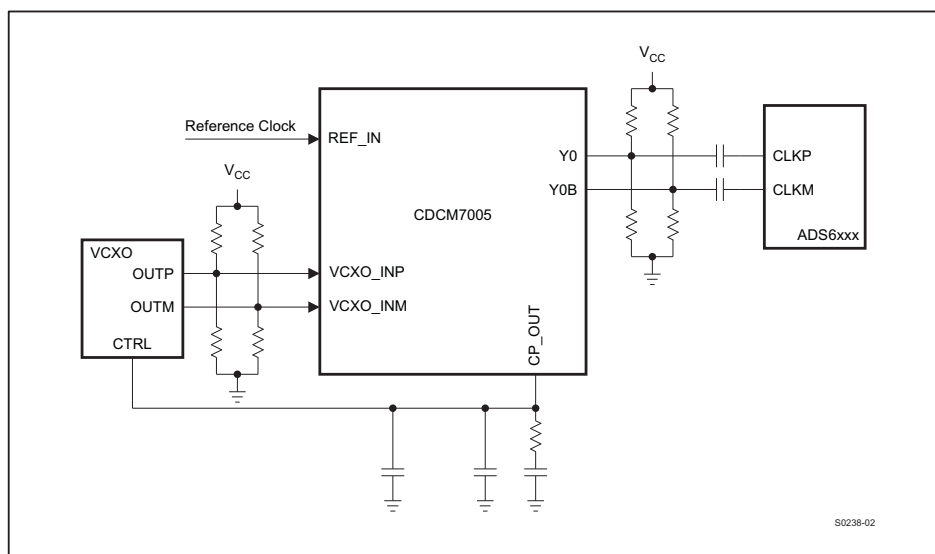 V_CC
Reference Clock
REF_IN
Y0
CLKP
V_CC
Y0B
CLKM
CDCM7005
ADS6xxx
VCXO
OUTP
VCXO_INP
OUTM
VCXO_INM
CTRL
CP_OUT
S0238-02